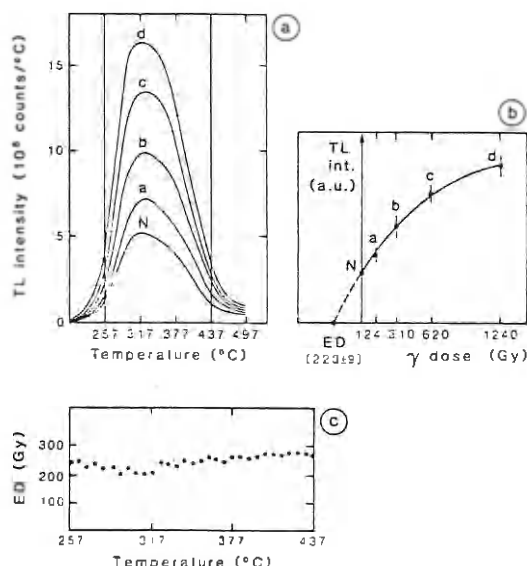 a
TL intensity (10⁶ counts/°C)
15
10
5
0
d
c
b
a
N
257 317 377 437 497
Temperature (°C)
b
TL
int.
(a.u.)
N
a
b
c
d
ED
[223±9]
124 310 620 1240
γ dose (Gy)
c
ED (Gy)
300
200
100
257 317 377 437
Temperature (°C)